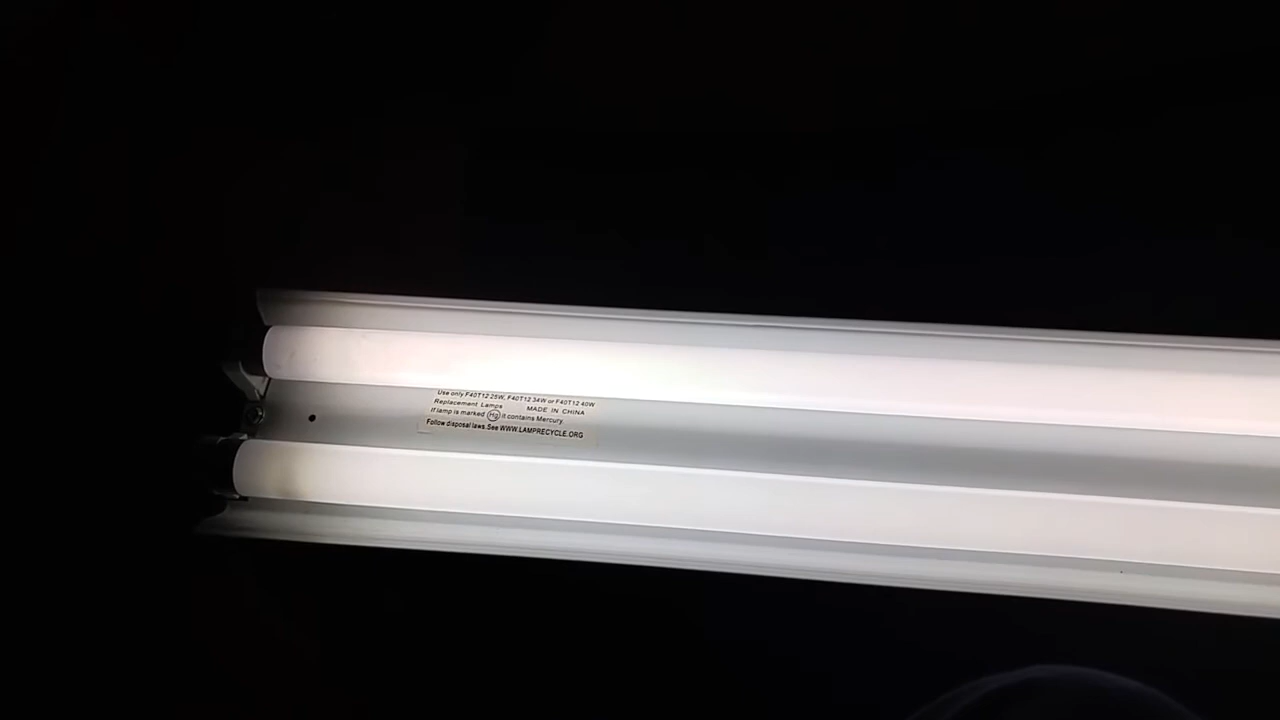 Use only F40T12 25W, F40T12 34W or F40T12 40W
Replacement Lamps MADE IN CHINA
If lamp is marked Hg it contains Mercury.
Follow disposal laws.See WWW.LAMPRECYCLE.ORG